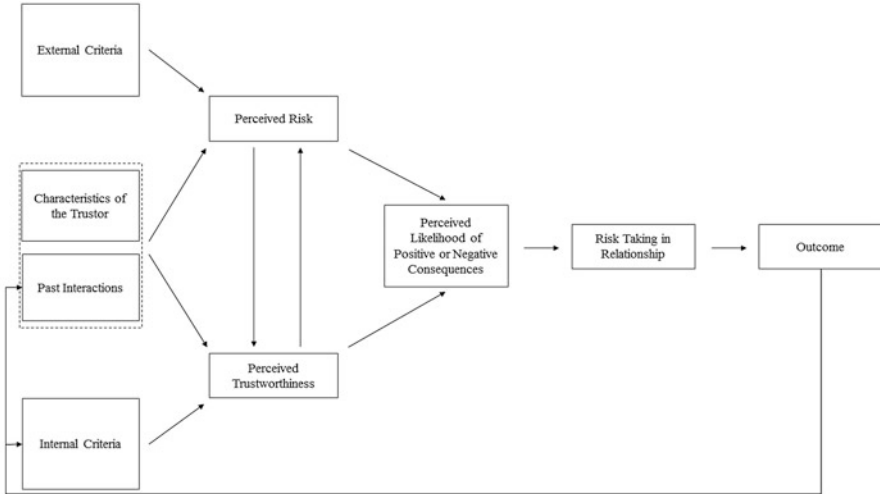 External Criteria
Perceived Risk
Characteristics of
the Trustor
Past Interactions
Perceived
Likelihood of
Positive or Negative
Consequences
Risk Taking in
Relationship
Outcome
Perceived
Trustworthiness
Internal Criteria